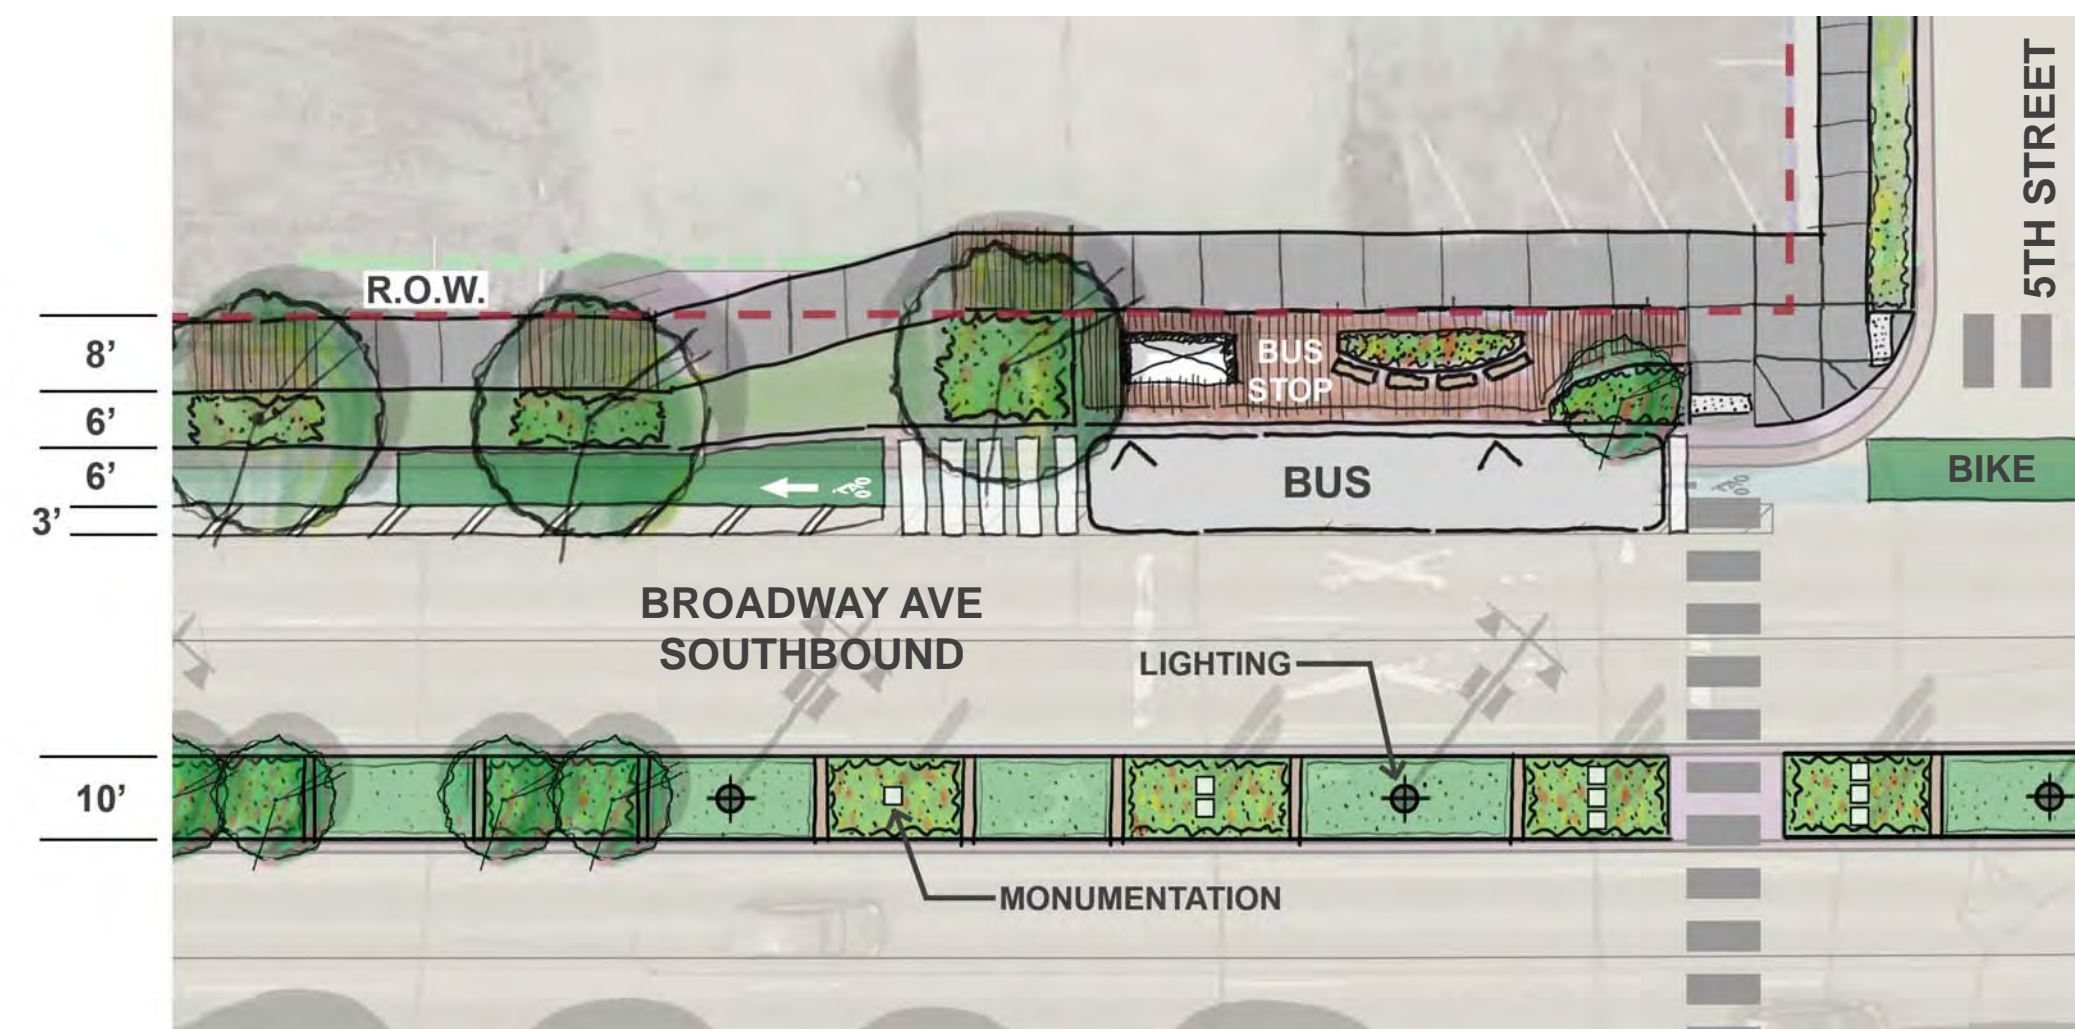 5TH STREET
R.O.W.
8’
6’
6’
3’
BUS
STOP
BUS
BIKE
BROADWAY AVE
SOUTHBOUND
LIGHTING
10’
MONUMENTATION